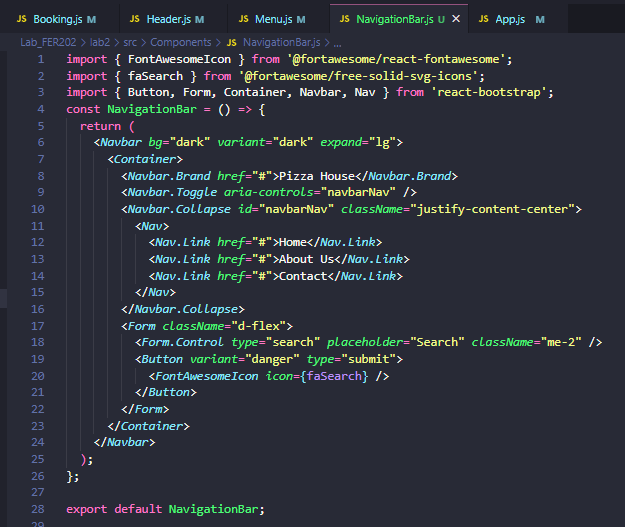 JS Booking.js M JS Header.js M JS Menu.js M JS NavigationBar.js U X JS App.js M
Lab_FER202 > lab2 > src > Components > JS NavigationBar.js > ...
1 import { FontAwesomeIcon } from '@fortawesome/react-fontawesome';
2 import { faSearch } from '@fortawesome/free-solid-svg-icons';
3 import { Button, Form, Container, Navbar, Nav } from 'react-bootstrap';
4 const NavigationBar = () => {
5   return (
6     <Navbar bg="dark" variant="dark" expand="lg">
7       <Container>
8         <Navbar.Brand href="#">Pizza House</Navbar.Brand>
9         <Navbar.Toggle aria-controls="navbarNav" />
10         <Navbar.Collapse id="navbarNav" className="justify-content-center">
11           <Nav>
12             <Nav.Link href="#">Home</Nav.Link>
13             <Nav.Link href="#">About Us</Nav.Link>
14             <Nav.Link href="#">Contact</Nav.Link>
15           </Nav>
16         </Navbar.Collapse>
17         <Form className="d-flex">
18           <Form.Control type="search" placeholder="Search" className="me-2" />
19           <Button variant="danger" type="submit">
20             <FontAwesomeIcon icon={faSearch} />
21           </Button>
22         </Form>
23       </Container>
24     </Navbar>
25   );
26 };
27
28 export default NavigationBar;